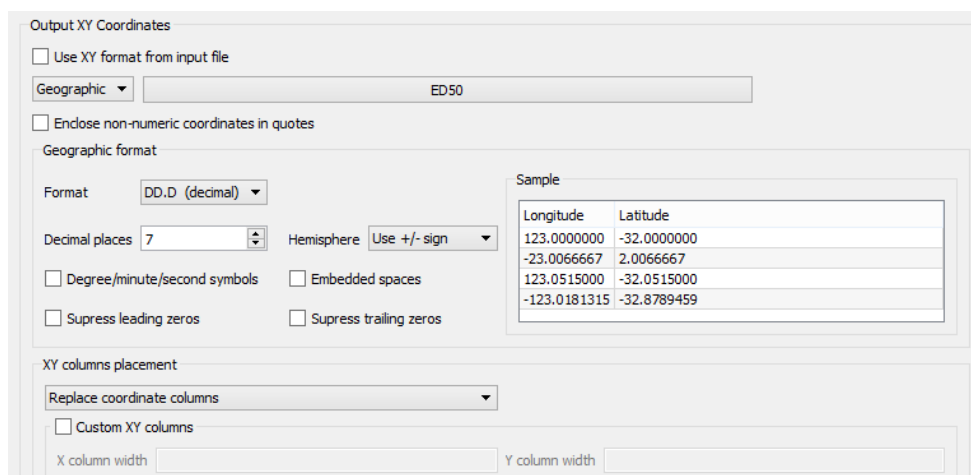 Output XY Coordinates
Use XY format from input file
Geographic ED50
Enclose non-numeric coordinates in quotes
Geographic format
Format DD.D (decimal)
Decimal places 7 Hemisphere Use +/- sign
Degree/minute/second symbols Embedded spaces
Supress leading zeros Supress trailing zeros
Sample
Longitude Latitude
123.0000000 -32.0000000
-23.0066667 2.0066667
123.0515000 -32.0515000
-123.0181315 -32.8789459
XY columns placement
Replace coordinate columns
Custom XY columns
X column width Y column width